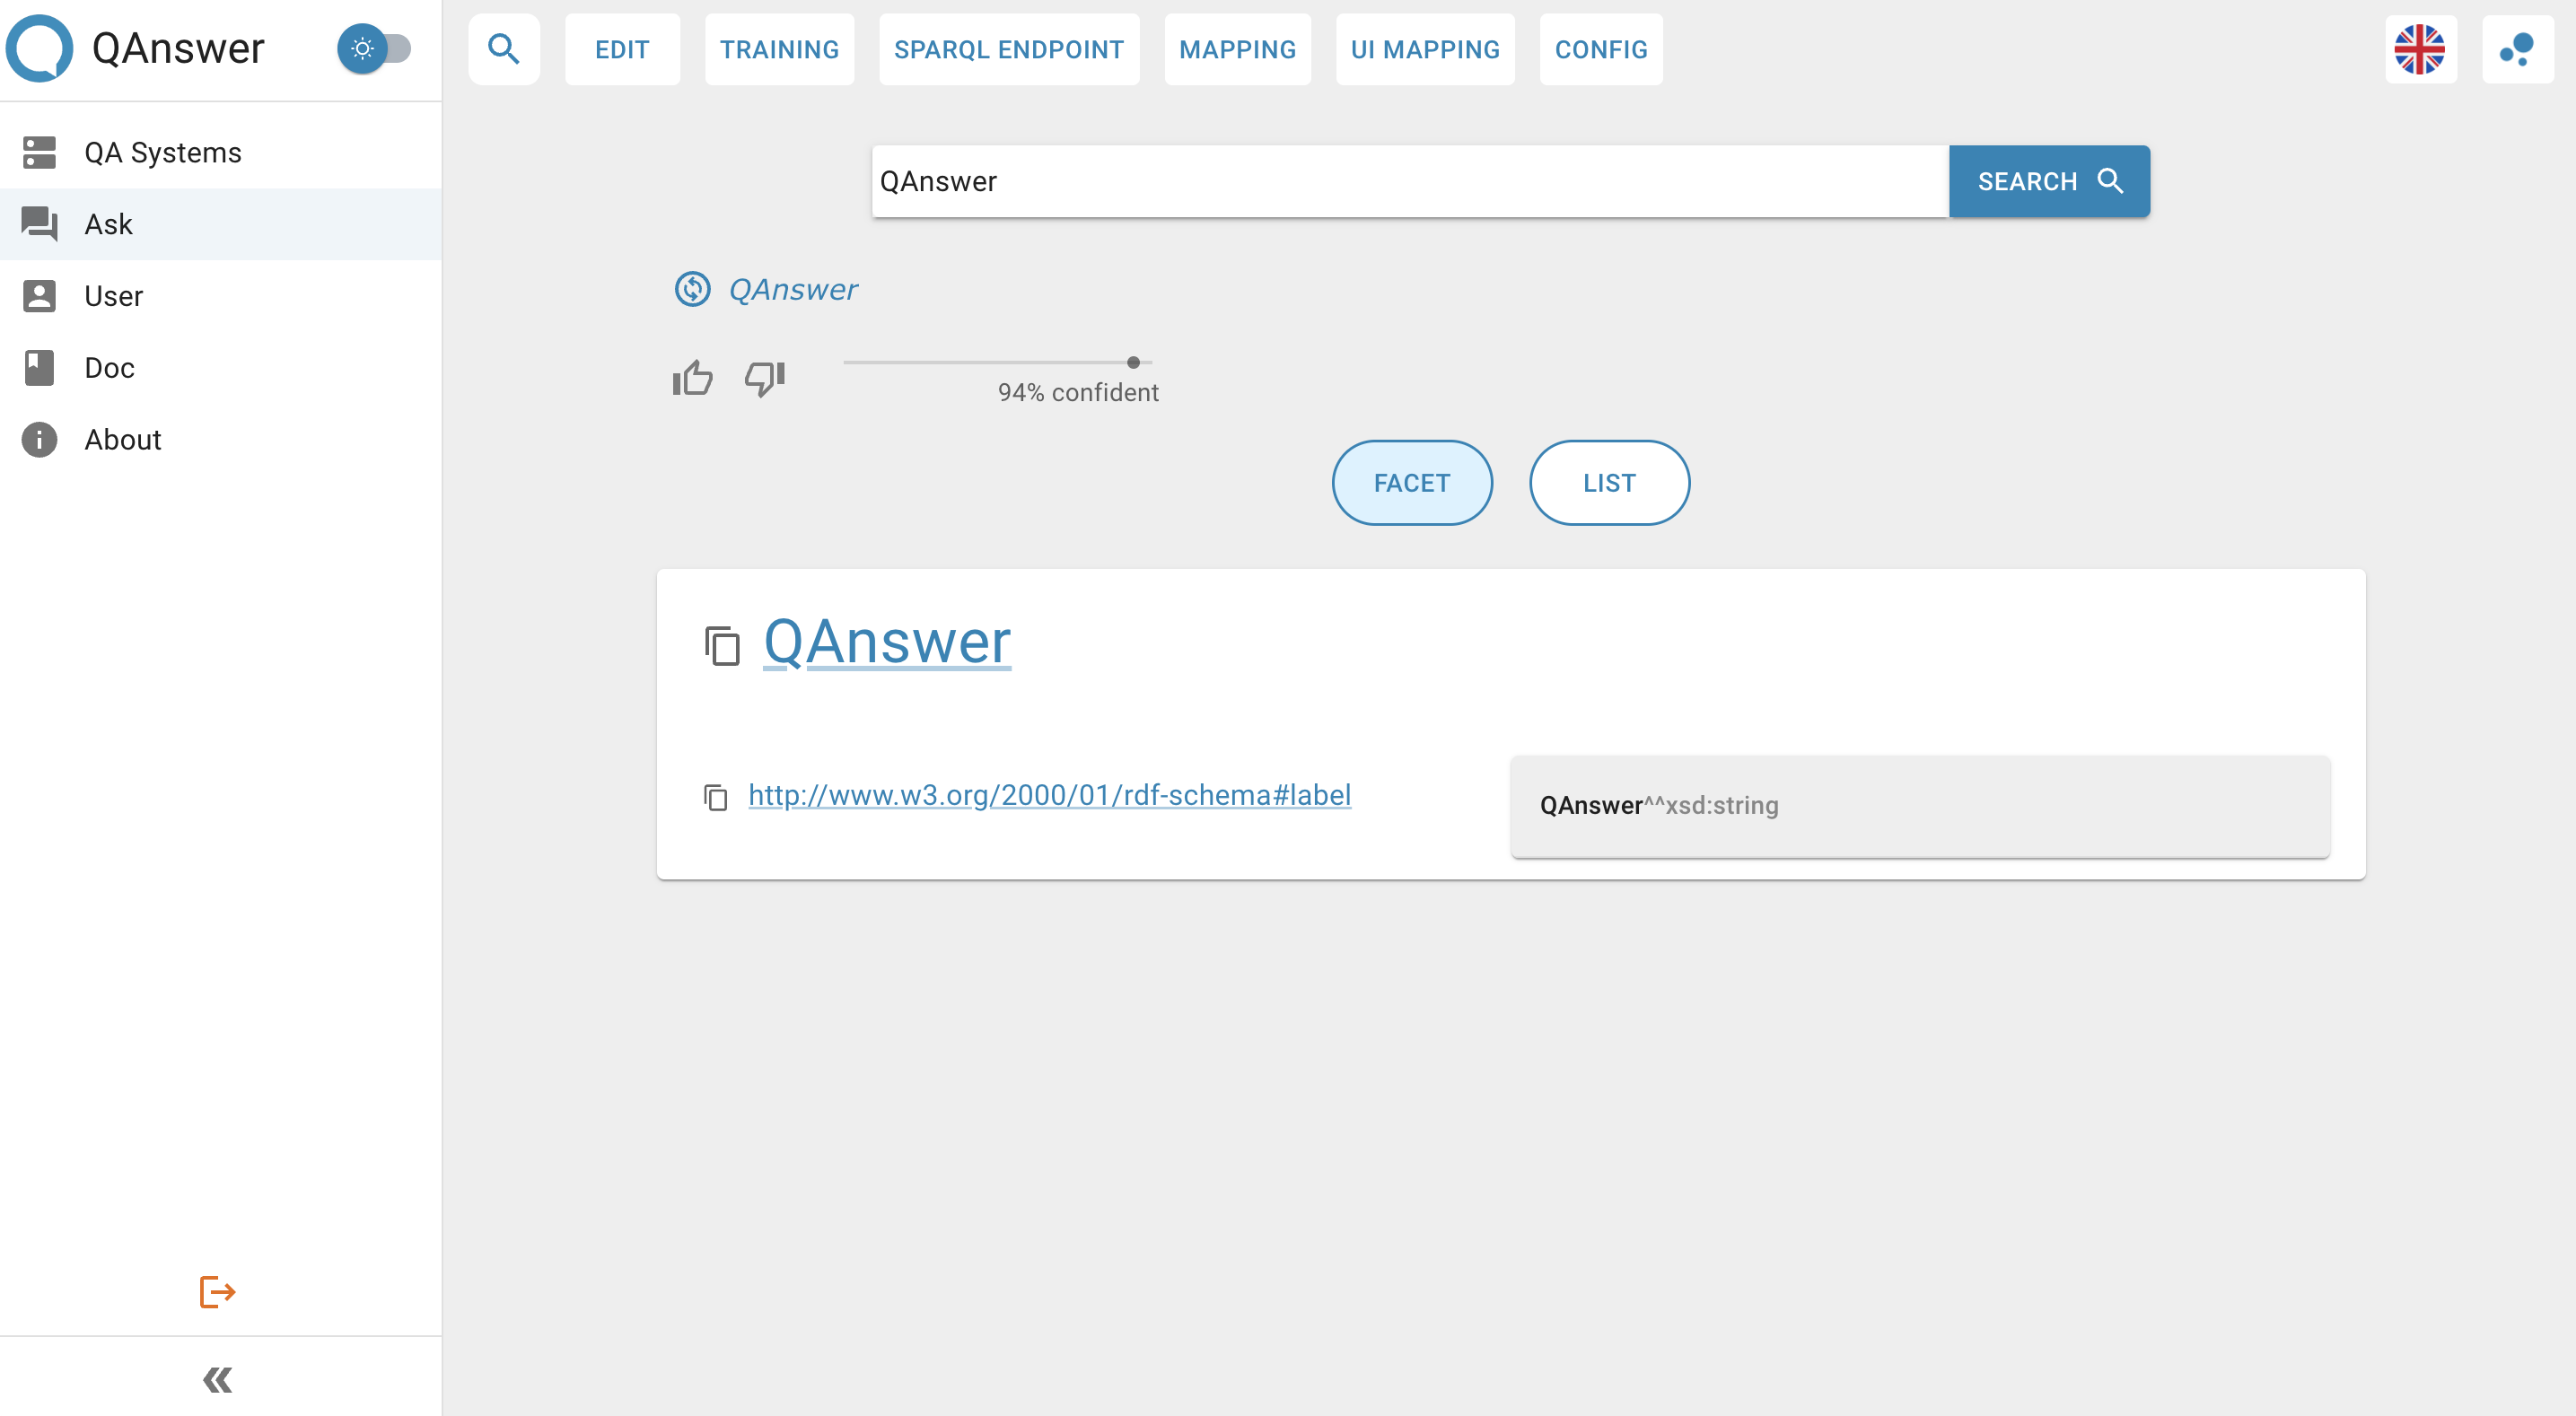 QAnswer
EDIT
TRAINING
SPARQL ENDPOINT
MAPPING
UI MAPPING
CONFIG
QA Systems
Ask
User
Doc
About
QAnswer
SEARCH
QAnswer
94% confident
FACET
LIST
QAnswer
http://www.w3.org/2000/01/rdf-schema#label
QAnswer^^xsd:string